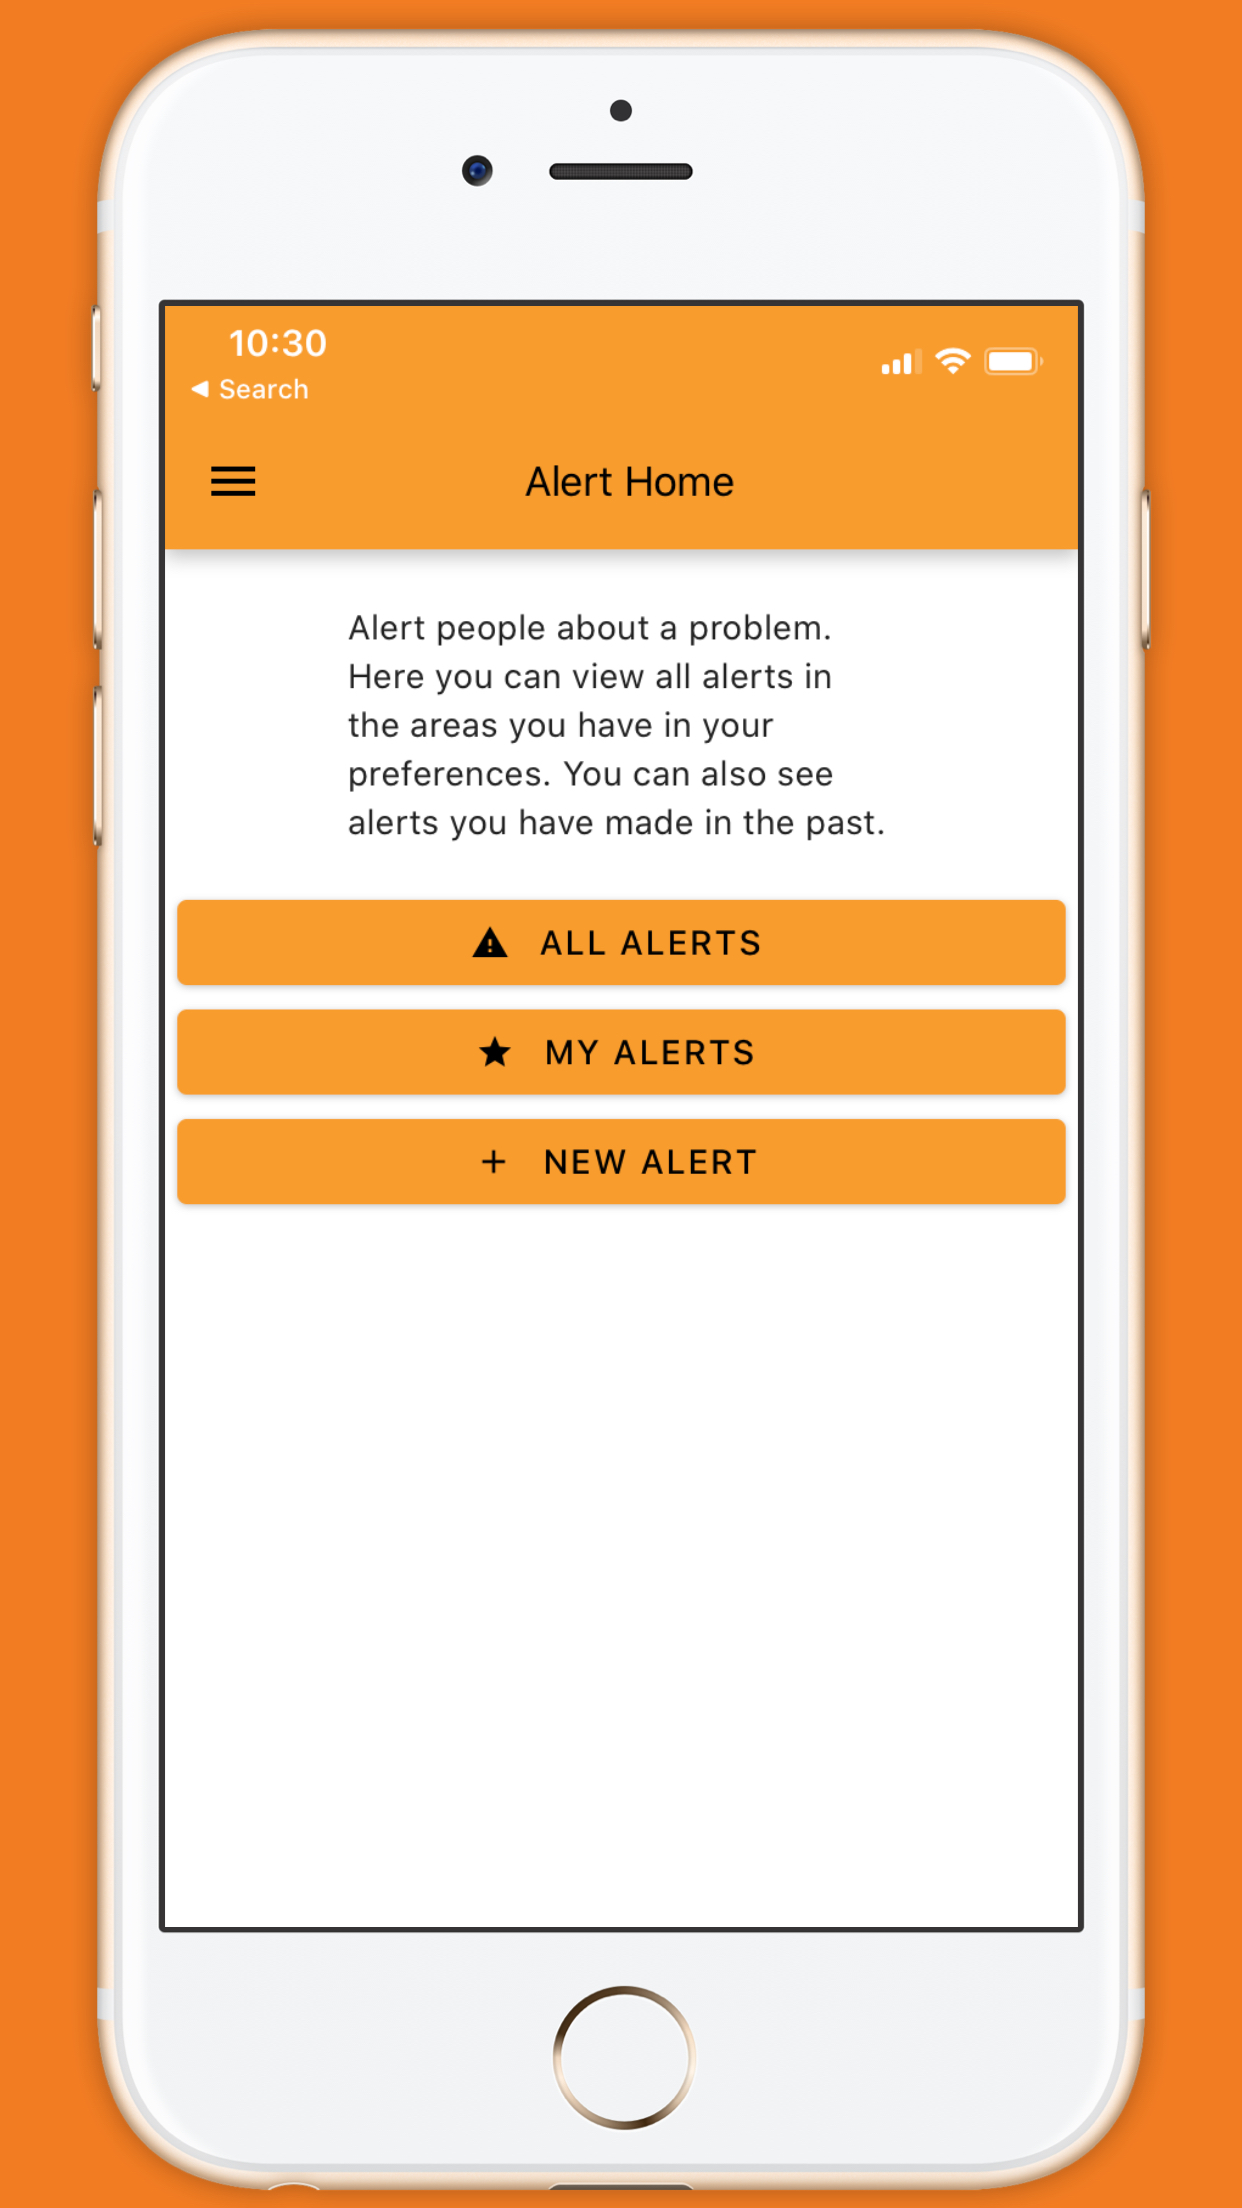 10:30
◀ Search
Alert Home
Alert people about a problem.
Here you can view all alerts in
the areas you have in your
preferences. You can also see
alerts you have made in the past.
ALL ALERTS
MY ALERTS
+ NEW ALERT